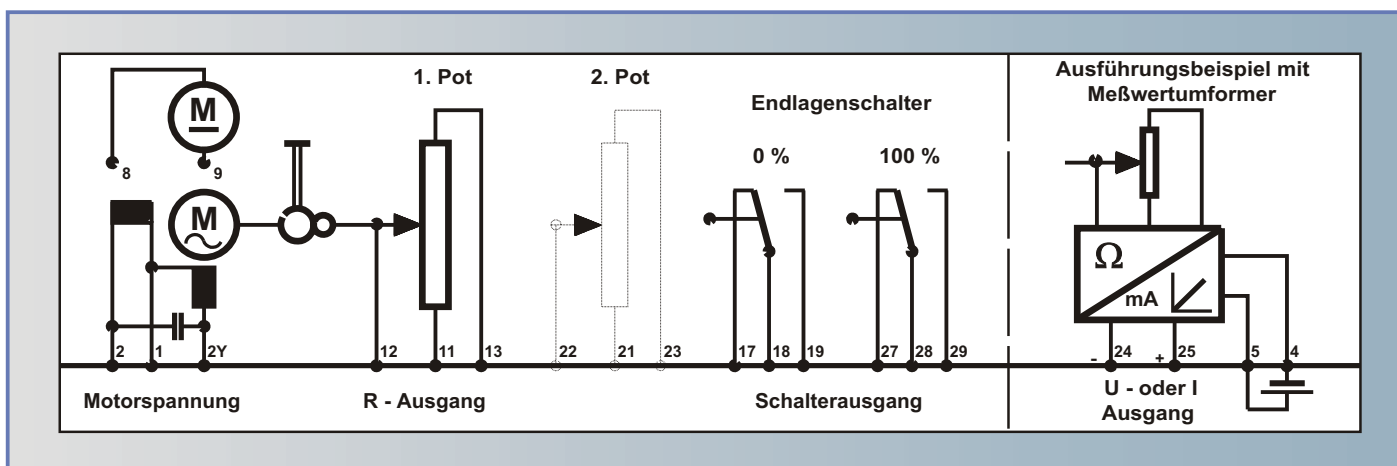 1. Pot
2. Pot
Endlagenschalter
0 %
100 %
Ausführungsbeispiel mit
Meßwertumformer
M
8
9
M
Ω
mA
2
1
2Y
12
11
13
22
21
23
17
18
19
27
28
29
- 24
+ 25
5
4
Motorspannung
R - Ausgang
Schalterausgang
U - oder I
Ausgang